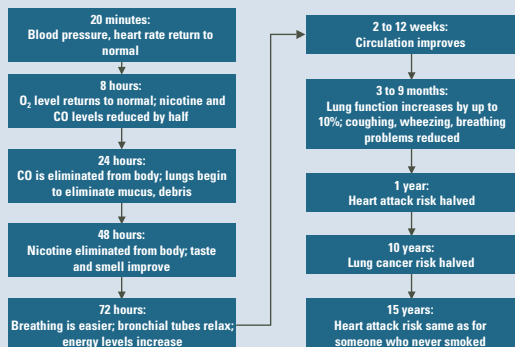 20 minutes:
Blood pressure, heart rate return to
normal
8 hours:
O₂ level returns to normal; nicotine and
CO levels reduced by half
24 hours:
CO is eliminated from body; lungs begin
to eliminate mucus, debris
48 hours:
Nicotine eliminated from body; taste
and smell improve
72 hours:
Breathing is easier; bronchial tubes relax;
energy levels increase
2 to 12 weeks:
Circulation improves
3 to 9 months:
Lung function increases by up to
10%; coughing, wheezing, breathing
problems reduced
1 year:
Heart attack risk halved
10 years:
Lung cancer risk halved
15 years:
Heart attack risk same as for
someone who never smoked